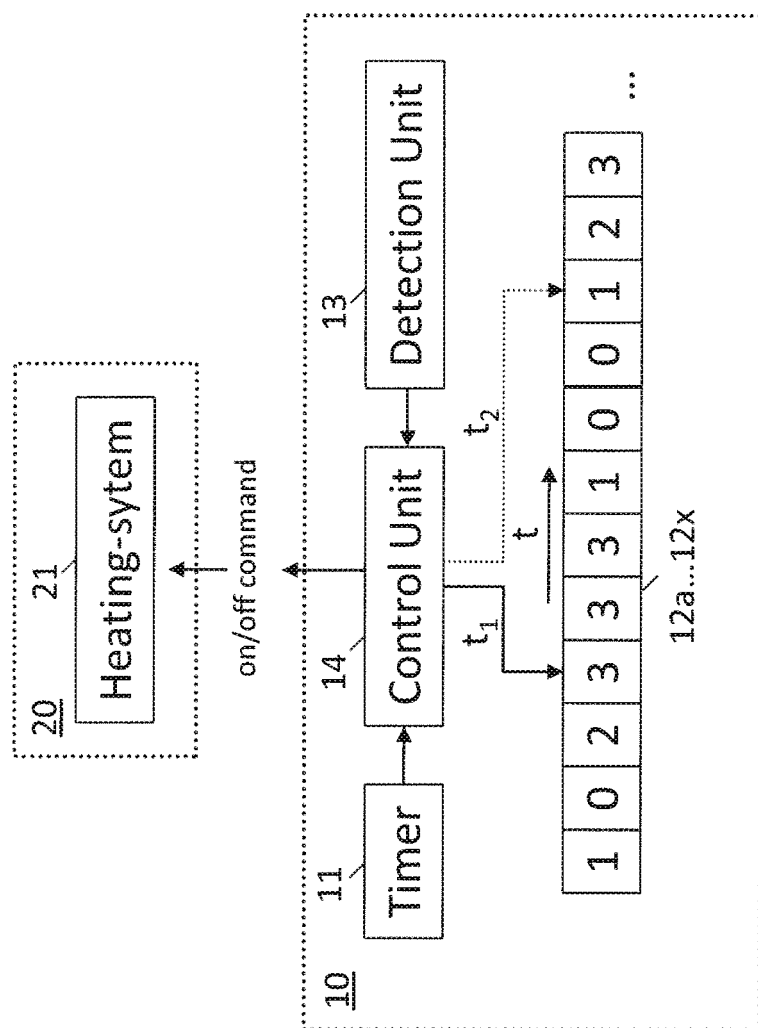 20
21
Heating-sytem
on/off command
10
11
Timer
14
Control Unit
13
Detection Unit
t1
t2
t
1 0 2 3 3 3 1 0 0 1 2 3 ...
12a...12x